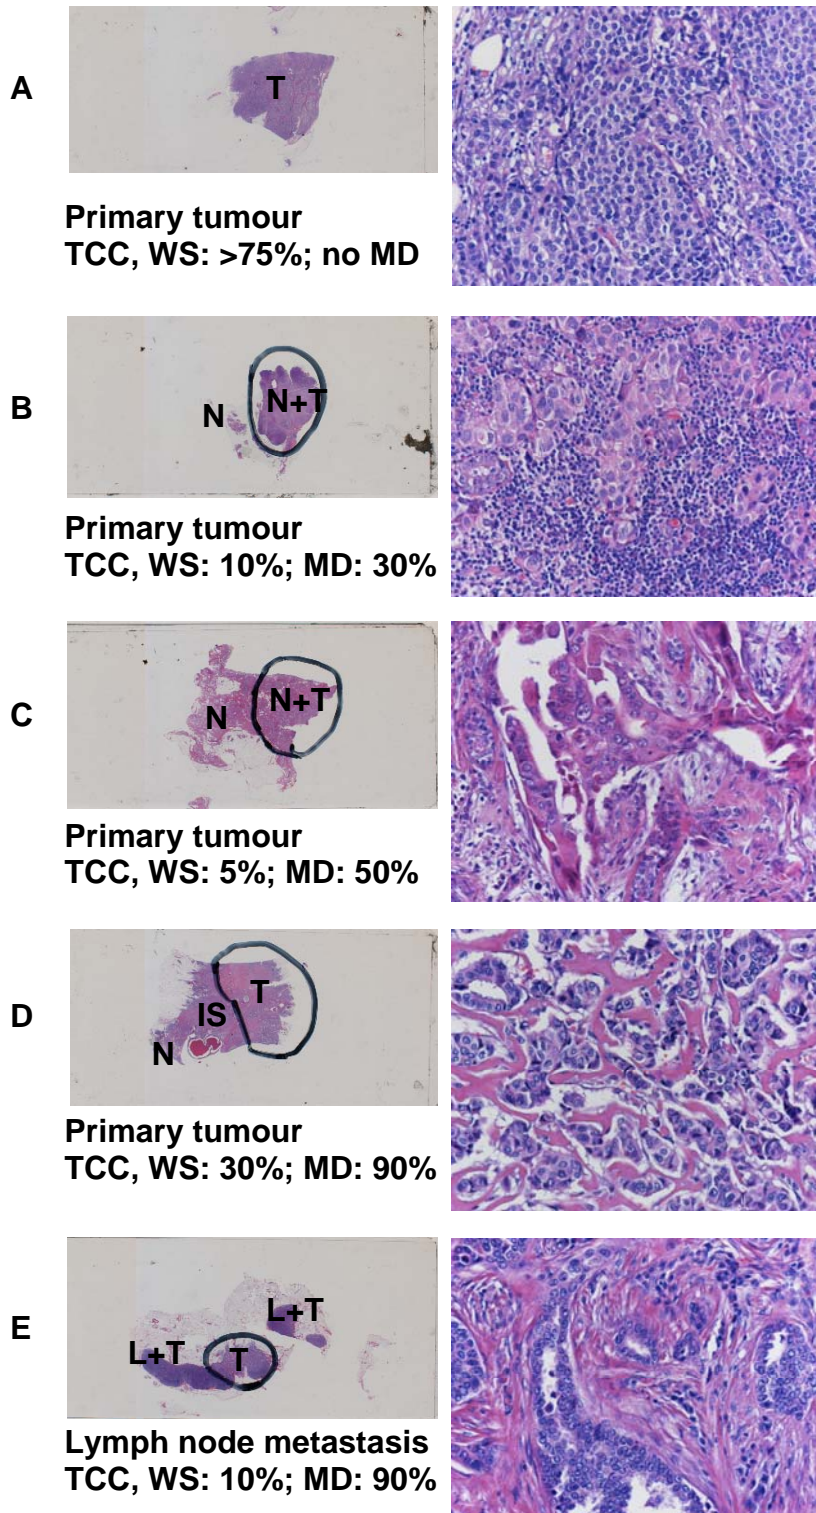 A
T
Primary tumour
TCC, WS: >75%; no MD
B
N
N+T
Primary tumour
TCC, WS: 10%; MD: 30%
C
N
N+T
Primary tumour
TCC, WS: 5%; MD: 50%
D
T
IS
N
Primary tumour
TCC, WS: 30%; MD: 90%
E
L+T
L+T
T
Lymph node metastasis
TCC, WS: 10%; MD: 90%